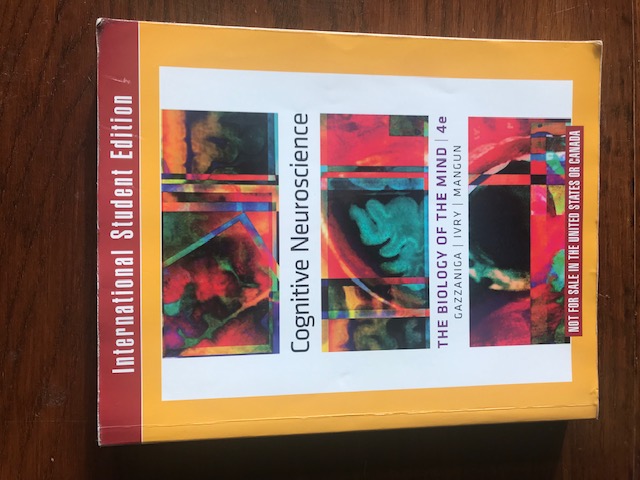 International Student Edition
Cognitive Neuroscience
THE BIOLOGY OF THE MIND | 4e
GAZZANIGA | IVRY | MANGUN
NOT FOR SALE IN THE UNITED STATES OR CANADA